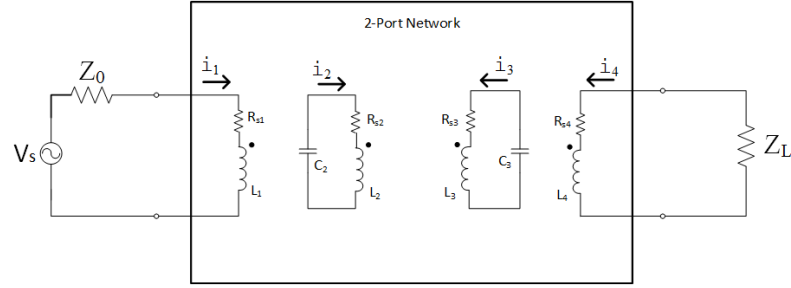 2-Port Network
i1 i2 i3 i4
Z0
Rs1 Rs2 Rs3 Rs4
Vs C2 C3 ZL
L1 L2 L3 L4